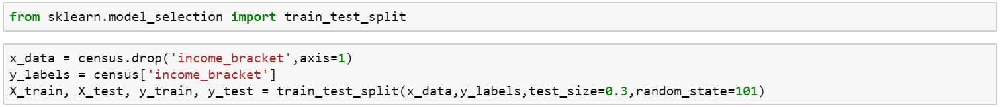 from sklearn.model_selection import train_test_split
x_data = census.drop('income_bracket',axis=1)
y_labels = census['income_bracket']
X_train, X_test, y_train, y_test = train_test_split(x_data,y_labels,test_size=0.3,random_state=101)